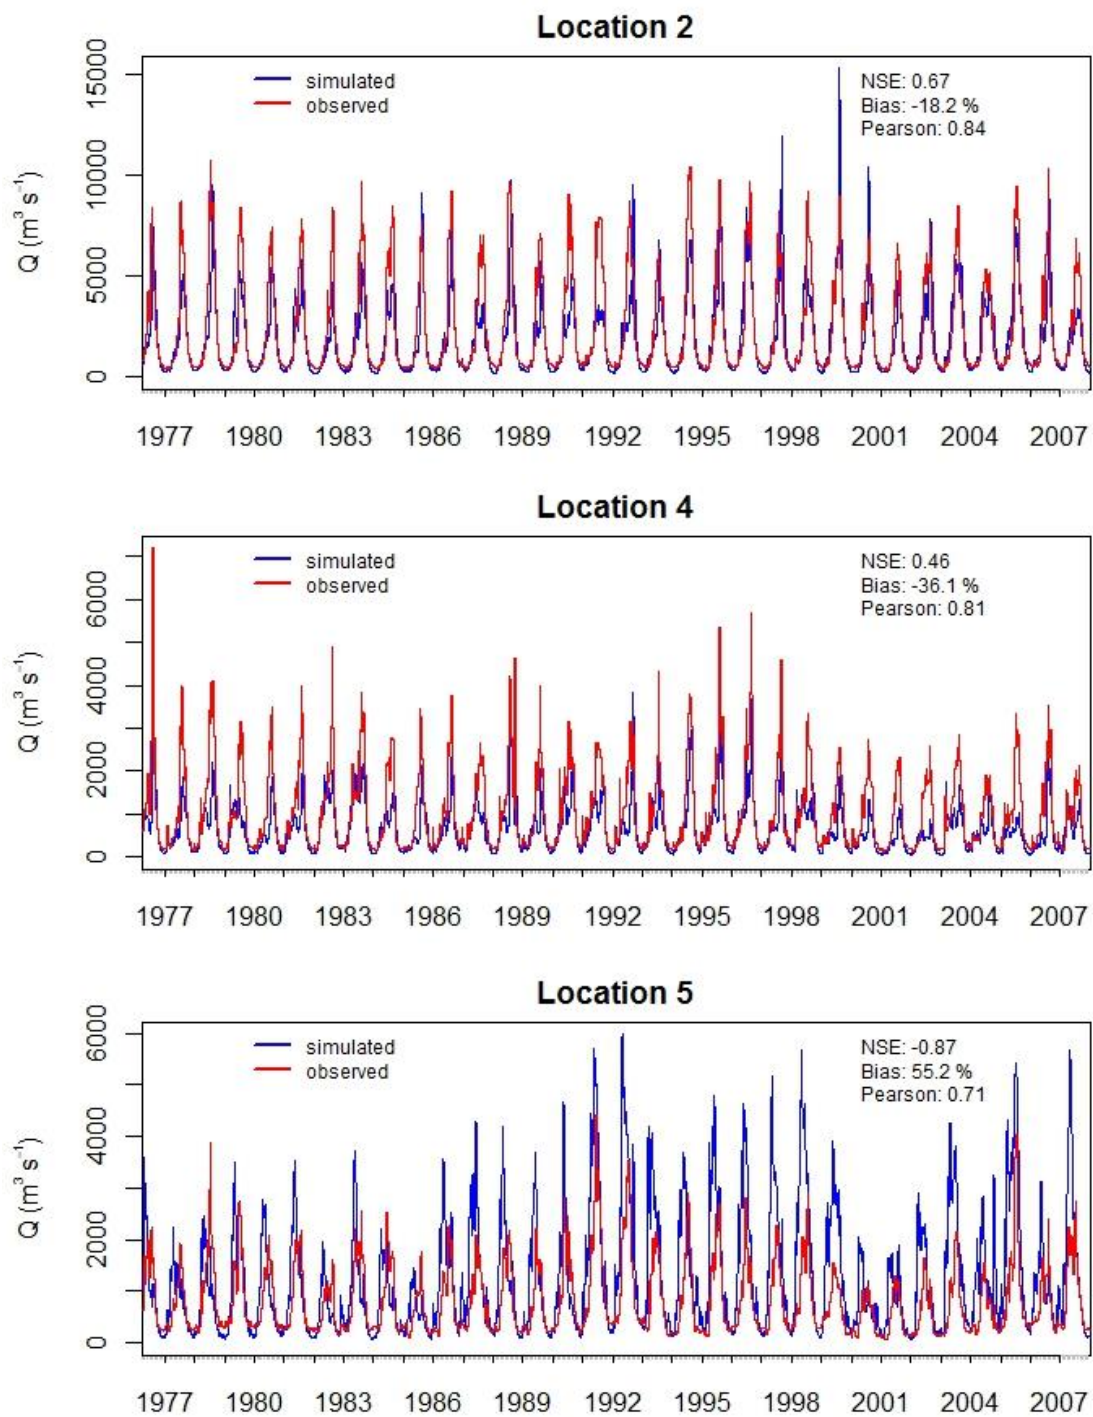 Location 2
simulated
observed
NSE: 0.67
Bias: -18.2 %
Pearson: 0.84
Q (m³ s⁻¹)
15000
10000
5000
0
1977 1980 1983 1986 1989 1992 1995 1998 2001 2004 2007
Location 4
simulated
observed
NSE: 0.46
Bias: -36.1 %
Pearson: 0.81
Q (m³ s⁻¹)
6000
4000
2000
0
1977 1980 1983 1986 1989 1992 1995 1998 2001 2004 2007
Location 5
simulated
observed
NSE: -0.87
Bias: 55.2 %
Pearson: 0.71
Q (m³ s⁻¹)
6000
4000
2000
0
1977 1980 1983 1986 1989 1992 1995 1998 2001 2004 2007